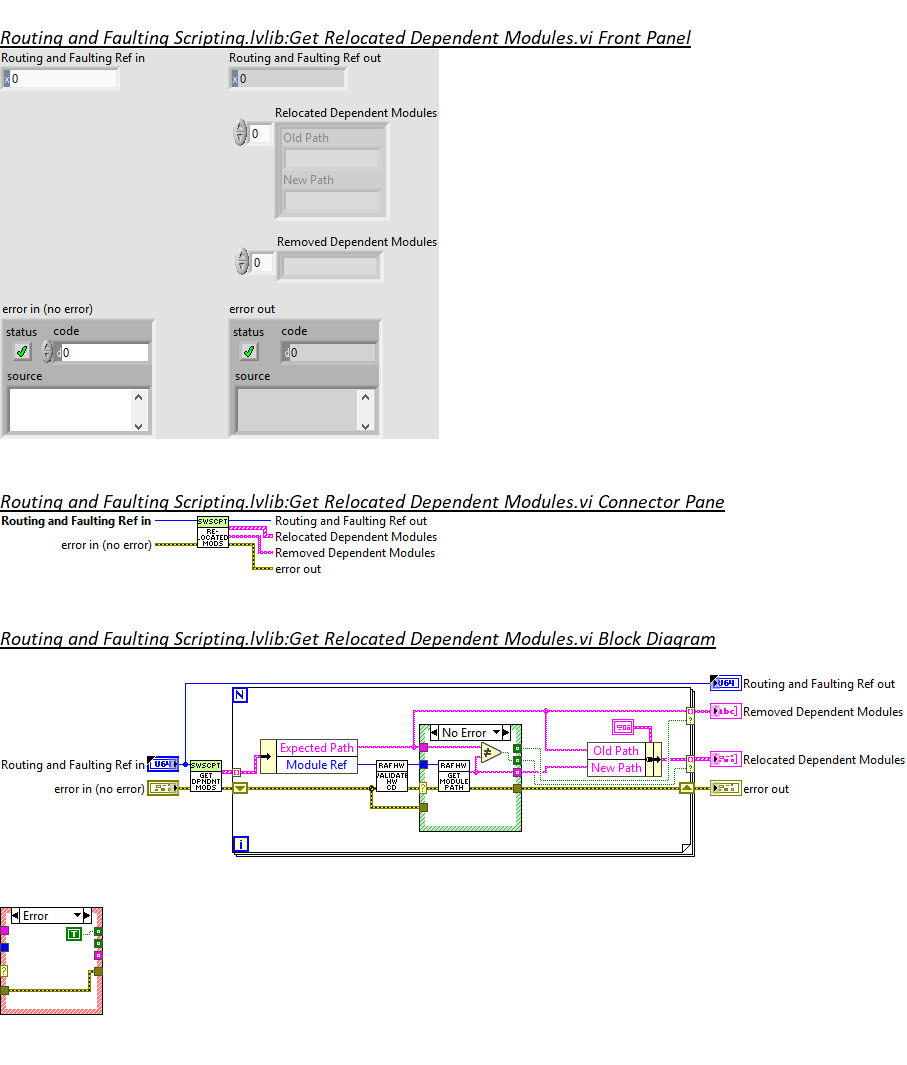 Routing and Faulting Scripting.lvlib:Get Relocated Dependent Modules.vi Front Panel
Routing and Faulting Ref in
Routing and Faulting Ref out
x 0
x 0
Relocated Dependent Modules
0
Old Path
New Path
Removed Dependent Modules
0
error in (no error)
error out
status code
d 0
source
status code
d 0
source
Routing and Faulting Scripting.lvlib:Get Relocated Dependent Modules.vi Connector Pane
Routing and Faulting Ref in
error in (no error)
SWSCPT
RE-
LOCATED
MODS
Routing and Faulting Ref out
Relocated Dependent Modules
Removed Dependent Modules
error out
Routing and Faulting Scripting.lvlib:Get Relocated Dependent Modules.vi Block Diagram
N
U64
Routing and Faulting Ref out
abc
Removed Dependent Modules
No Error
Expected Path
Module Ref
Old Path
New Path
Routing and Faulting Ref in
U64
SWSCPT
GET
DPNDNT
MODS
RAF HW
VALIDATE
HW
CD
?
RAF HW
GET
MODULE
PATH
≠
?
?
Relocated Dependent Modules
error in (no error)
error out
i
Error
T
?